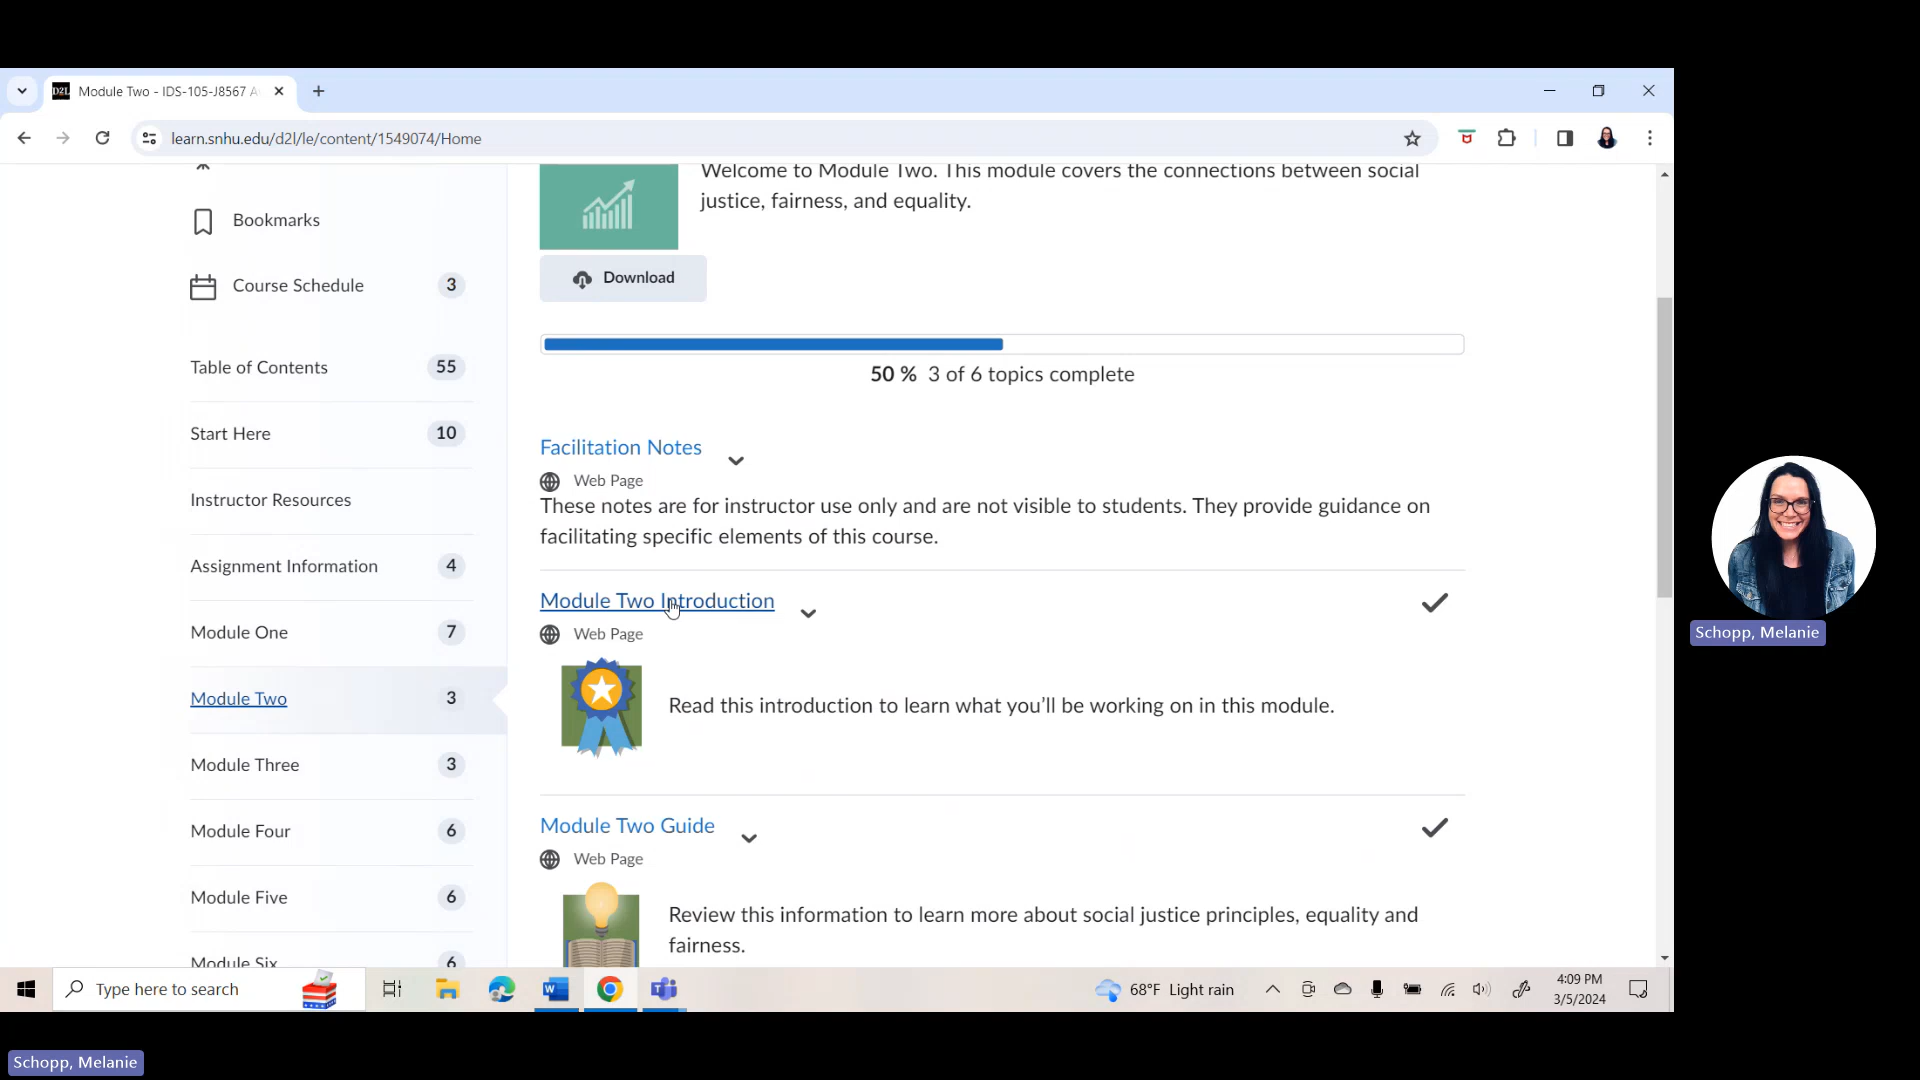 D2L Module Two - IDS-105-J8567 A
learn.snhu.edu/d2l/le/content/1549074/Home
Bookmarks
Course Schedule 3
Table of Contents 55
Start Here 10
Instructor Resources
Assignment Information 4
Module One 7
Module Two 3
Module Three 3
Module Four 6
Module Five 6
Module Six 6
Welcome to Module Two. This module covers the connections between social
justice, fairness, and equality.
Download
50 % 3 of 6 topics complete
Facilitation Notes
Web Page
These notes are for instructor use only and are not visible to students. They provide guidance on
facilitating specific elements of this course.
Module Two Introduction
Web Page
Read this introduction to learn what you’ll be working on in this module.
Module Two Guide
Web Page
Review this information to learn more about social justice principles, equality and
fairness.
Schopp, Melanie
Type here to search
68°F Light rain
4:09 PM
3/5/2024
Schopp, Melanie